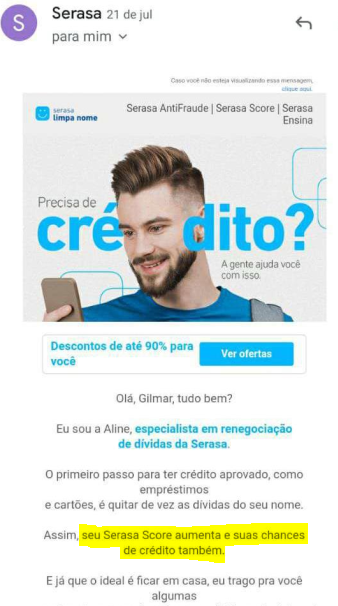 S
Serasa 21 de jul
para mim
Caso você não esteja visualizando essa mensagem,
clique aqui.
serasa
limpa nome
Serasa AntiFraude | Serasa Score | Serasa
Ensina
Precisa de
crédito?
A gente ajuda você
com isso.
Descontos de até 90% para
você
Ver ofertas
Olá, Gilmar, tudo bem?
Eu sou a Aline, especialista em renegociação
de dívidas da Serasa.
O primeiro passo para ter crédito aprovado, como
empréstimos
e cartões, é quitar de vez as dívidas do seu nome.
Assim, seu Serasa Score aumenta e suas chances
de crédito também.
E já que o ideal é ficar em casa, eu trago pra você
algumas